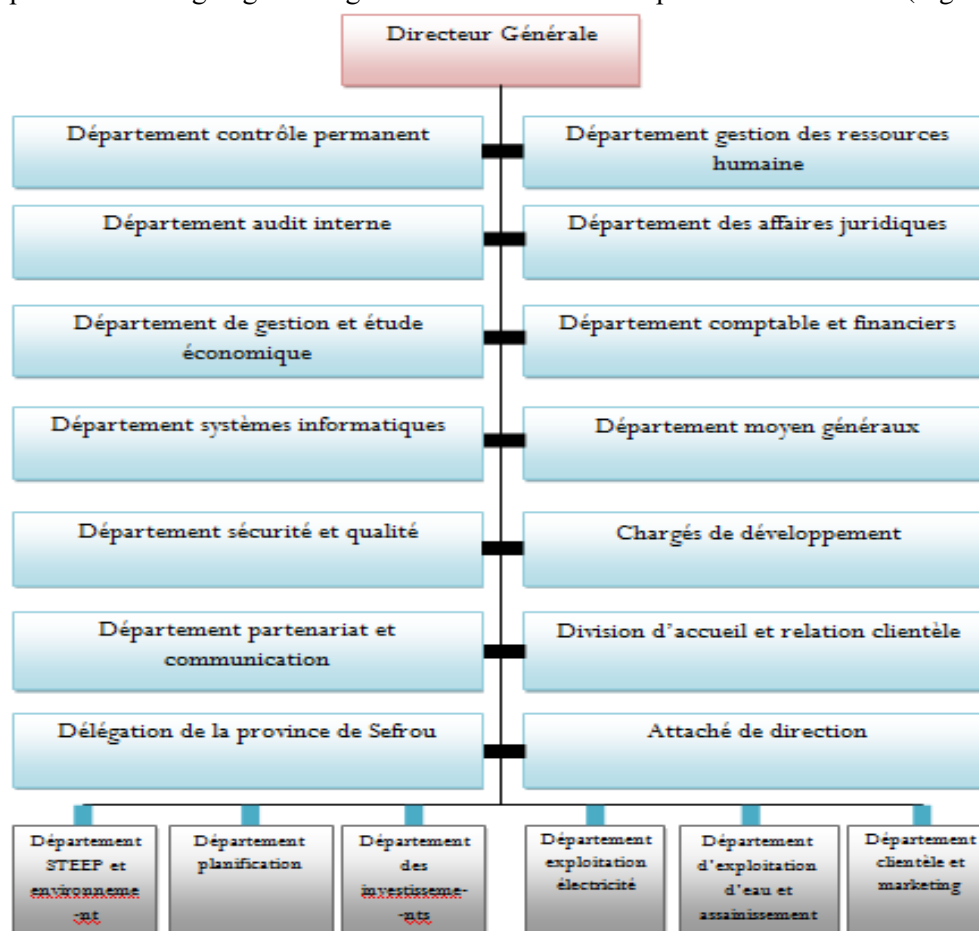 Directeur Générale
Département contrôle permanent
Département gestion des ressources
humaine
Département audit interne
Département des affaires juridiques
Département de gestion et étude
économique
Département comptable et financiers
Département systèmes informatiques
Département moyen généraux
Département sécurité et qualité
Chargés de développement
Département partenariat et
communication
Division d’accueil et relation clientèle
Délégation de la province de Sefrou
Attaché de direction
Département
STEEP et
environneme
-nt
Département
planification
Département
des
investisseme-
-nts
Département
exploitation
électricité
Département
d’exploitation
d’eau et
assainissement
Département
clientèle et
marketing